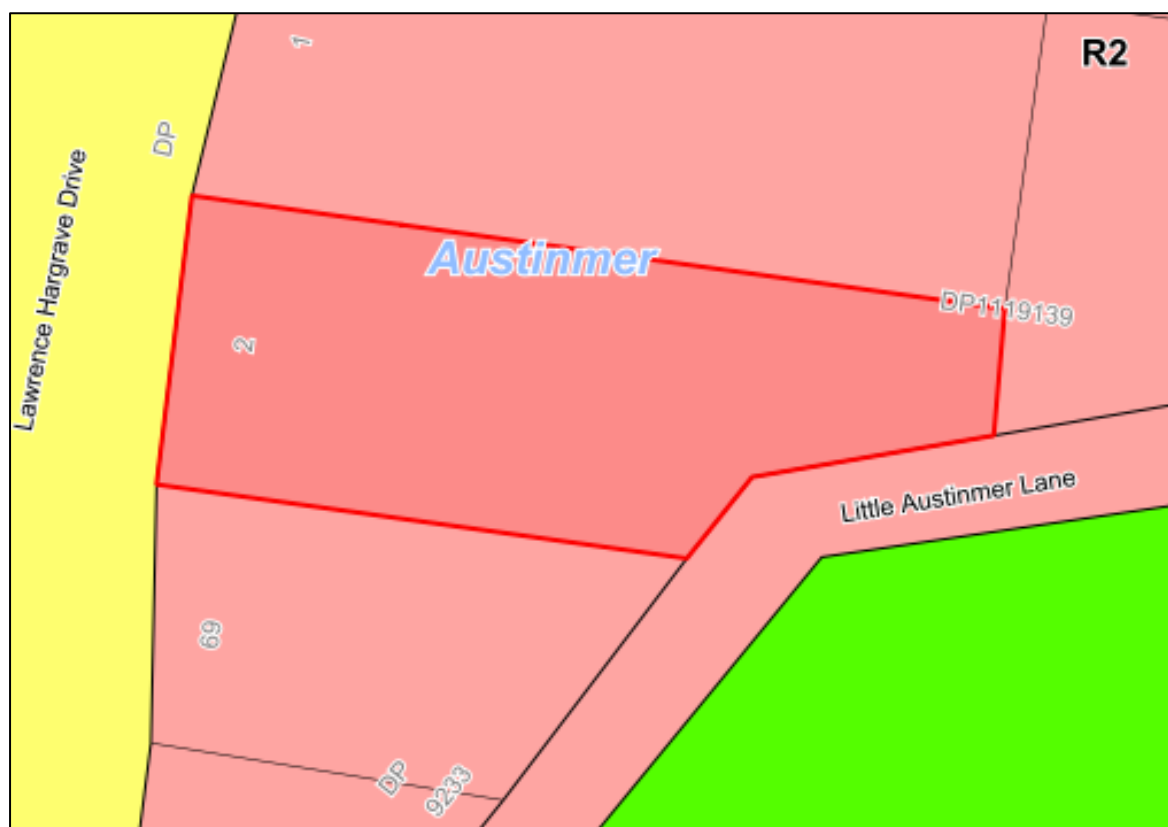 1
R2
DP
Lawrence Hargrave Drive
Austinmer
DP1119139
2
Little Austinmer Lane
69
DP
9233